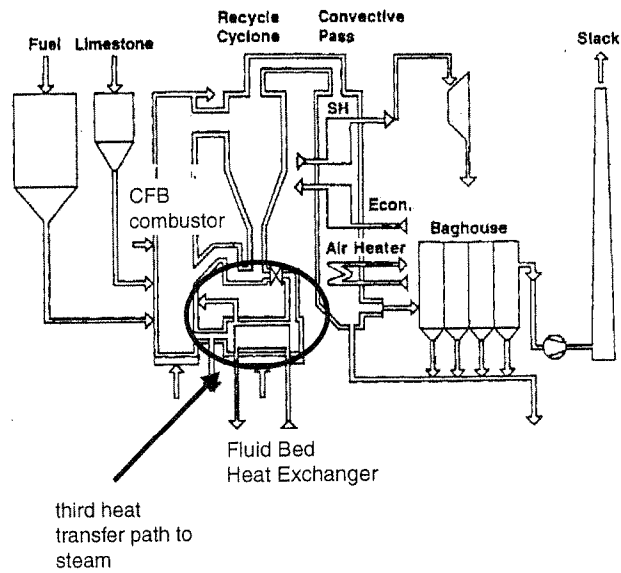 Recycle
Cyclone
Convective
Pass
Fuel
Limestone
Stack
SH
CFB
combustor
Econ.
Baghouse
Air Heater
Fluid Bed
Heat Exchanger
third heat
transfer path to
steam